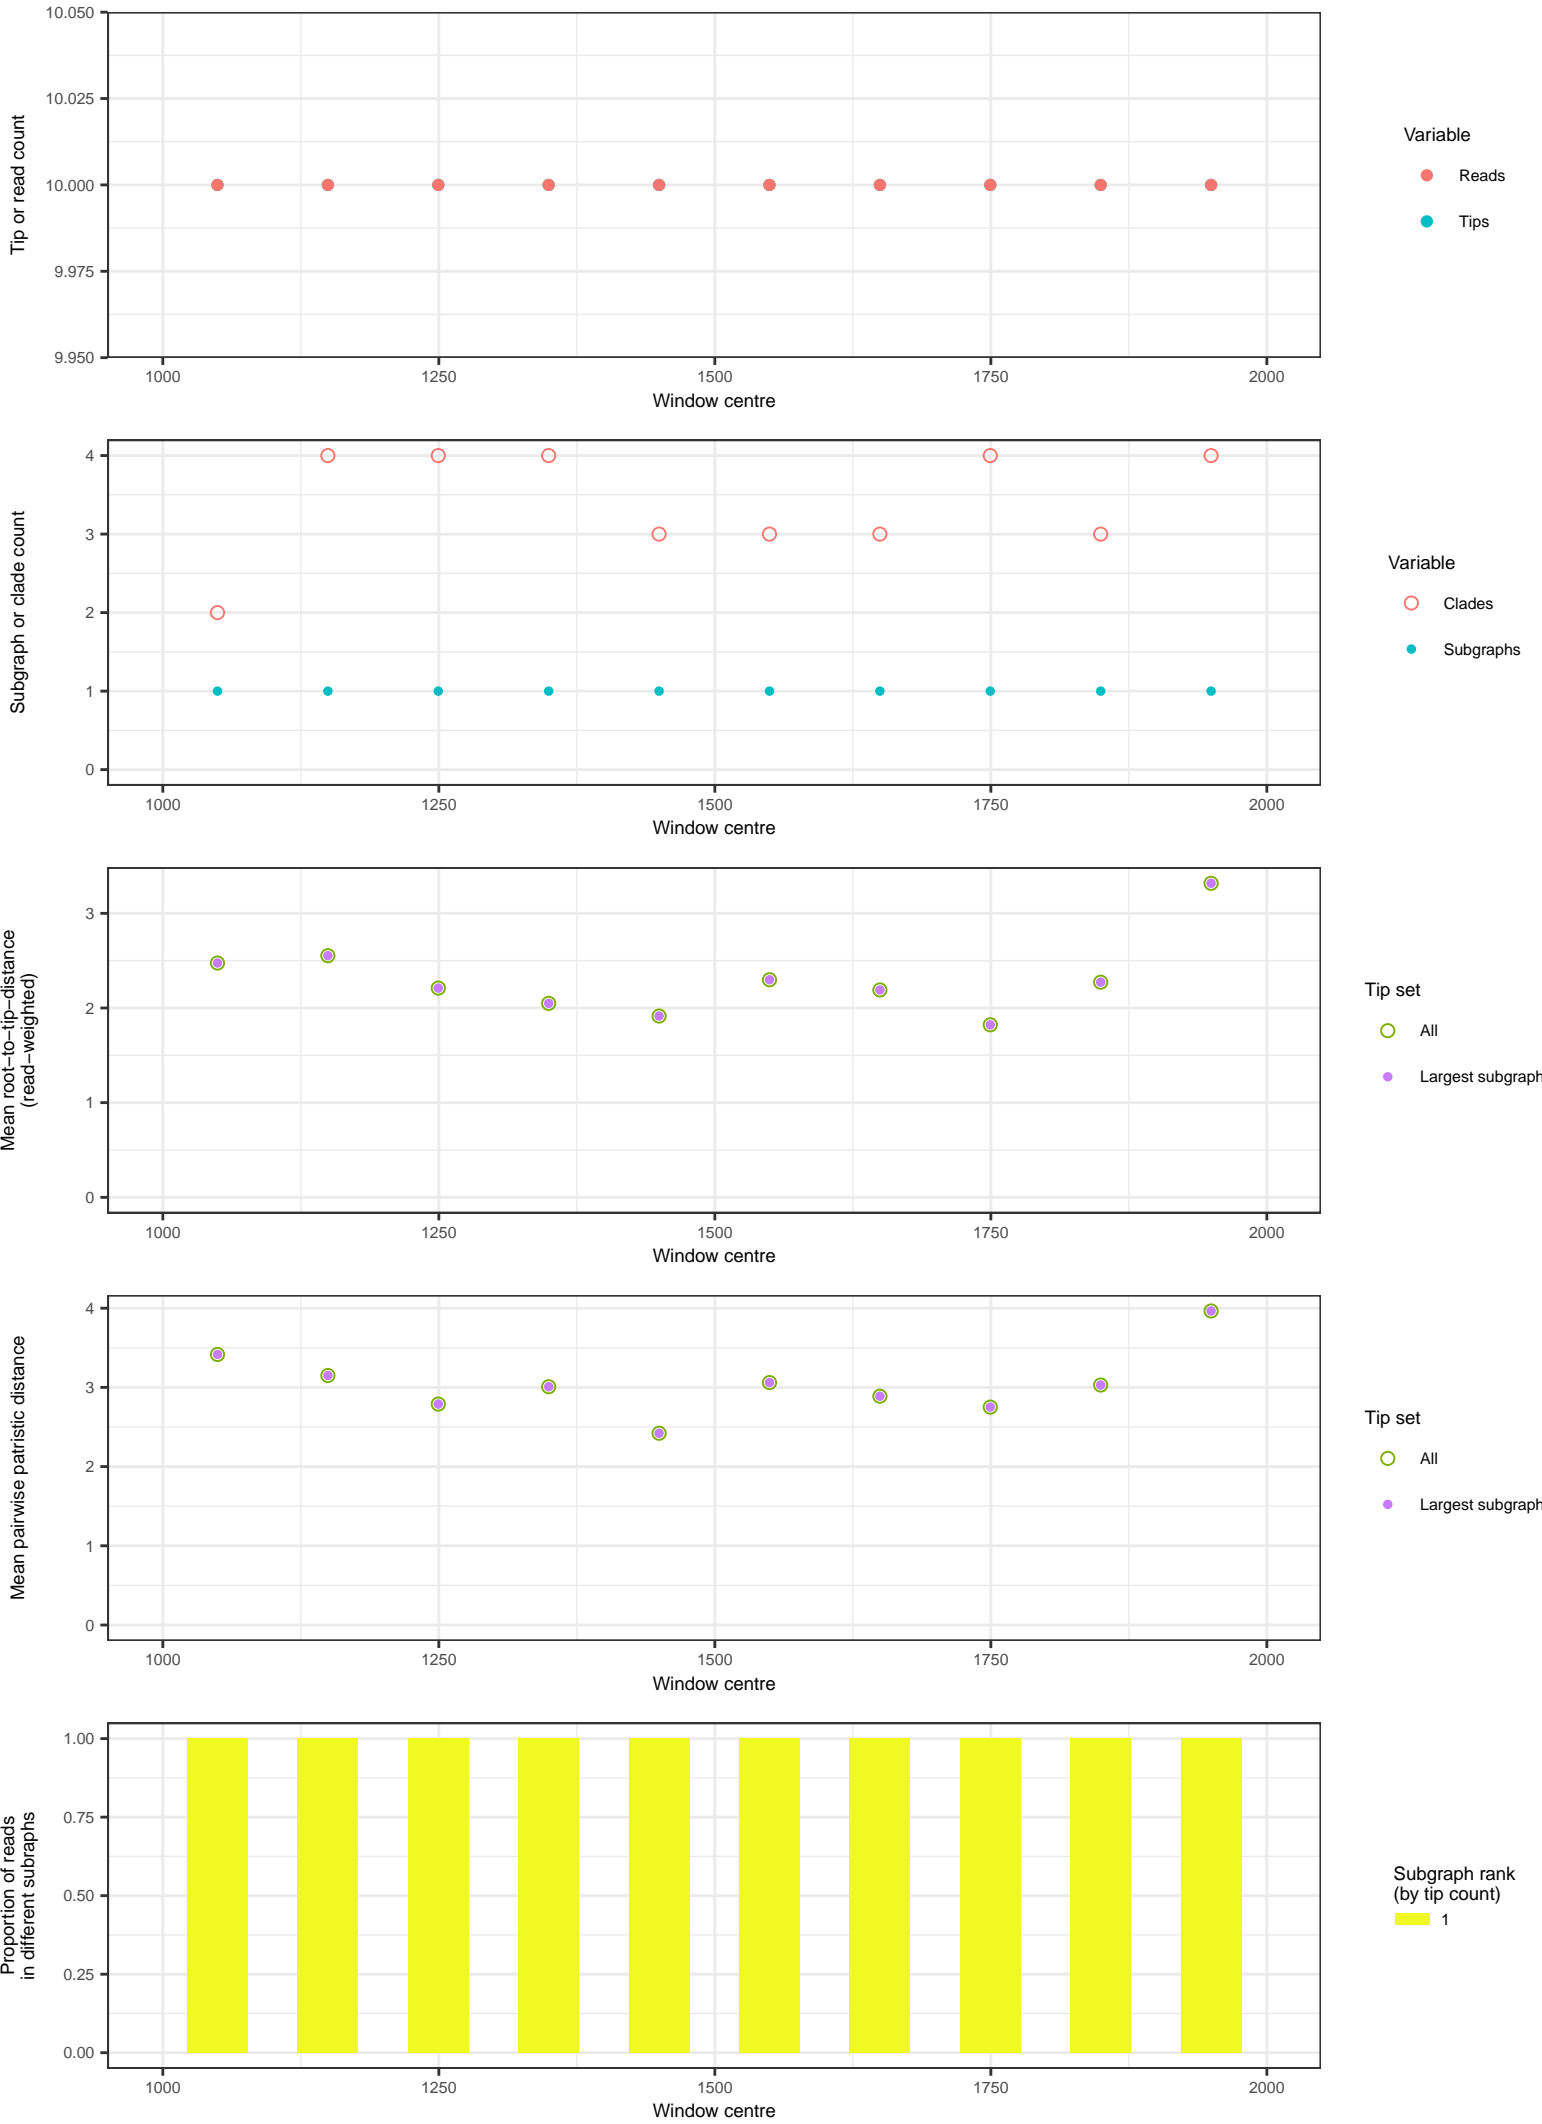 10.050
10.025
10.000
9.975
9.950
Tip or read count
1000 1250 1500 1750 2000
Window centre
Variable
Reads
Tips
4
3
2
1
0
Subgraph or clade count
1000 1250 1500 1750 2000
Window centre
Variable
Clades
Subgraphs
3
2
1
0
Mean root−to−tip−distance
(read−weighted)
1000 1250 1500 1750 2000
Window centre
Tip set
All
Largest subgraph
4
3
2
1
0
Mean pairwise patristic distance
1000 1250 1500 1750 2000
Window centre
Tip set
All
Largest subgraph
1.00
0.75
0.50
0.25
0.00
Proportion of reads
in different subraphs
1000 1250 1500 1750 2000
Window centre
Subgraph rank
(by tip count)
1